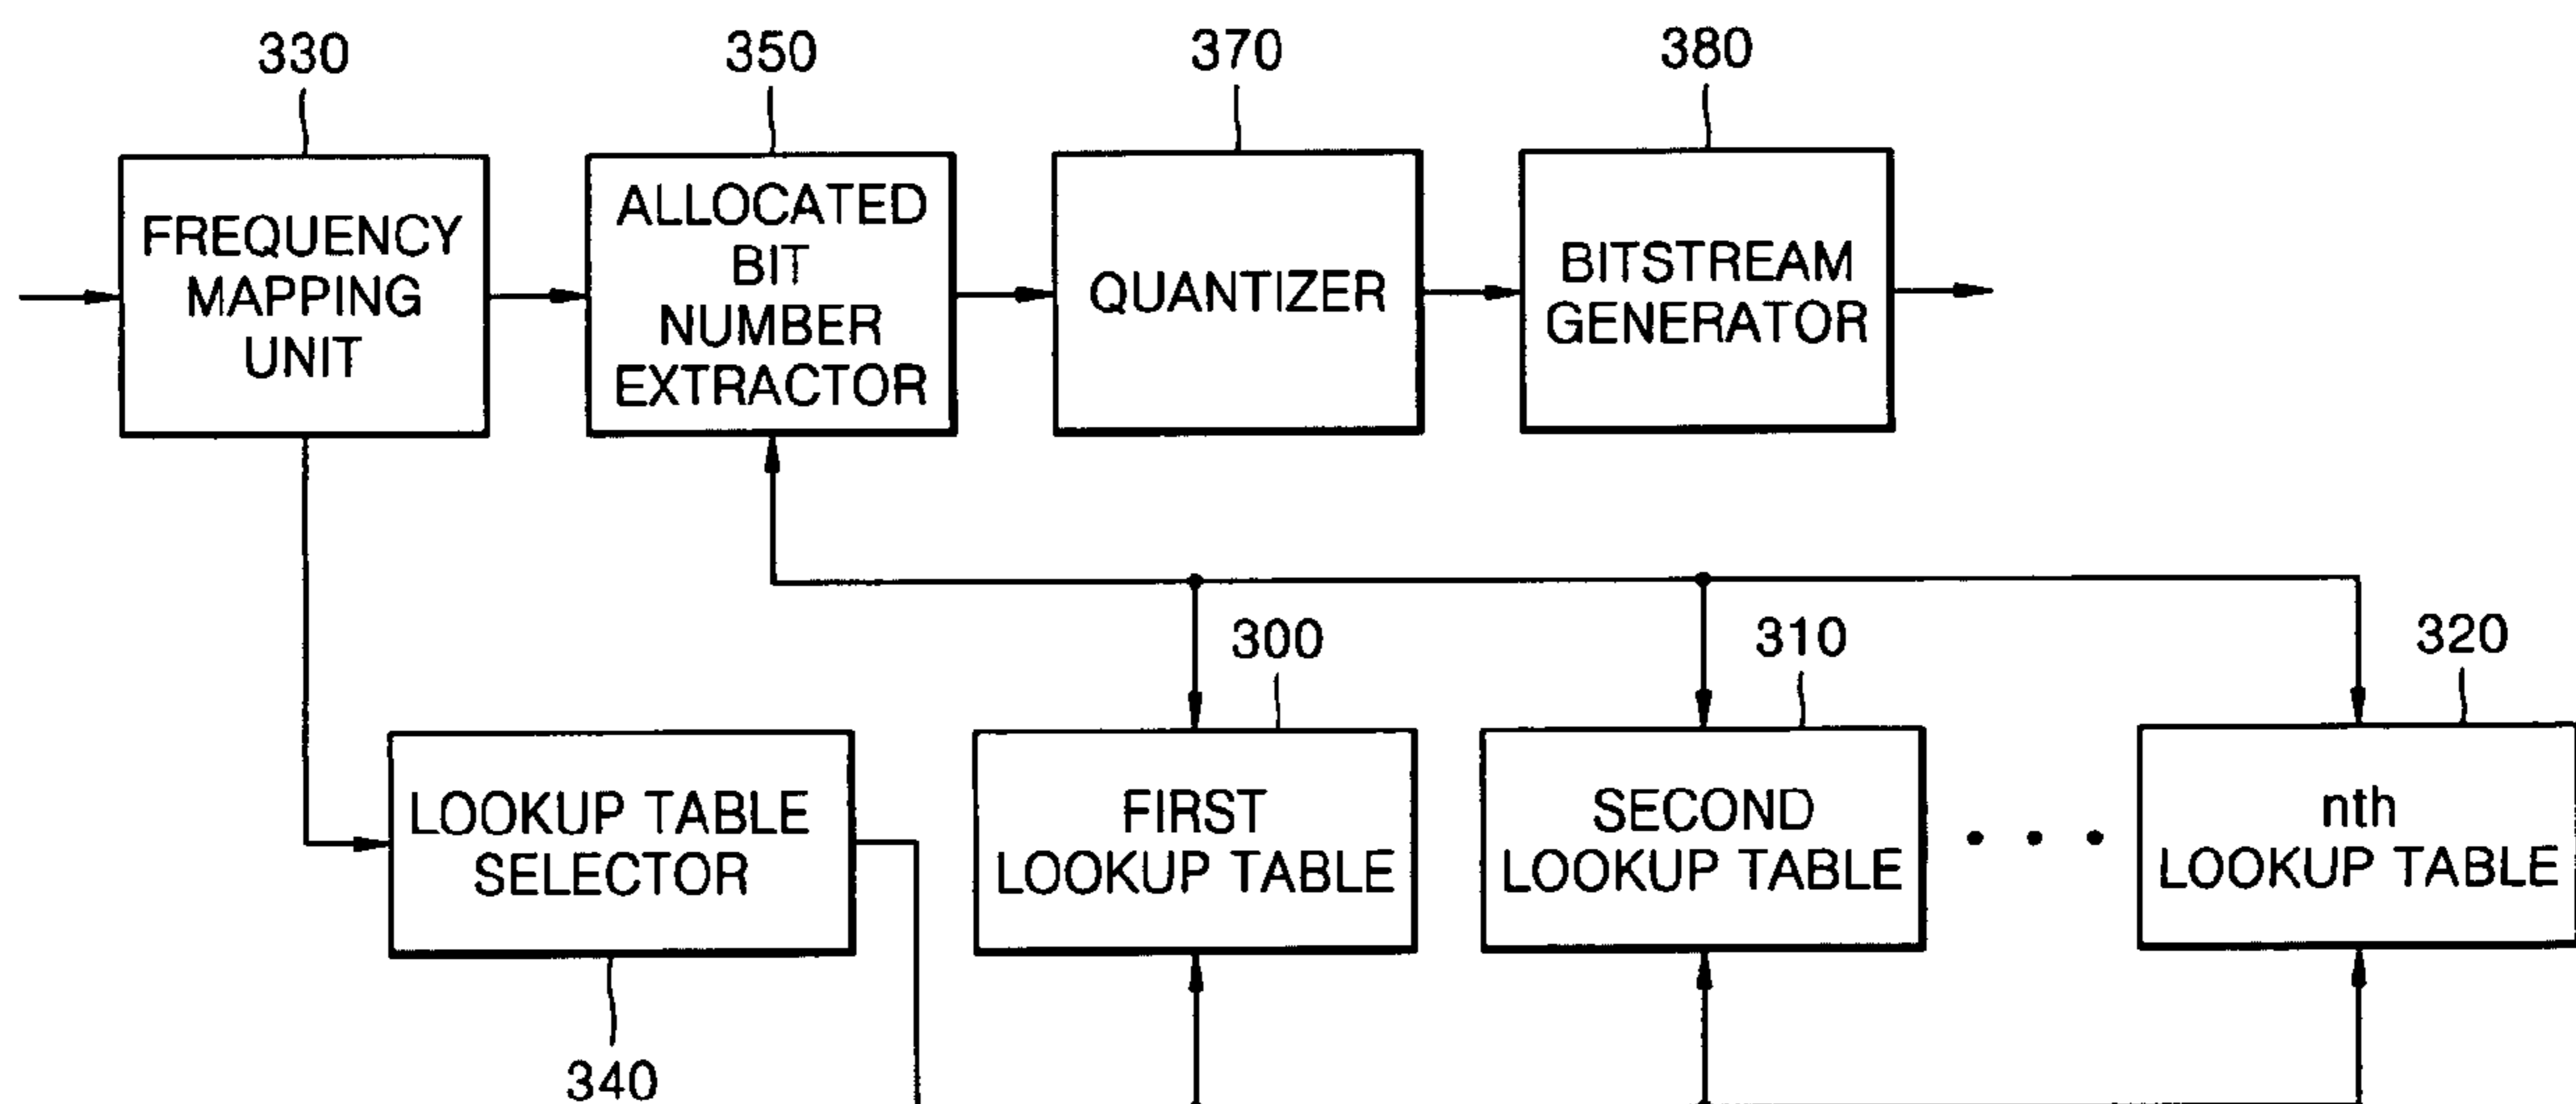 330
350
370
380
FREQUENCY
MAPPING
UNIT
ALLOCATED
BIT
NUMBER
EXTRACTOR
QUANTIZER
BITSTREAM
GENERATOR
300
310
320
LOOKUP TABLE
SELECTOR
FIRST
LOOKUP TABLE
SECOND
LOOKUP TABLE
• • •
nth
LOOKUP TABLE
340